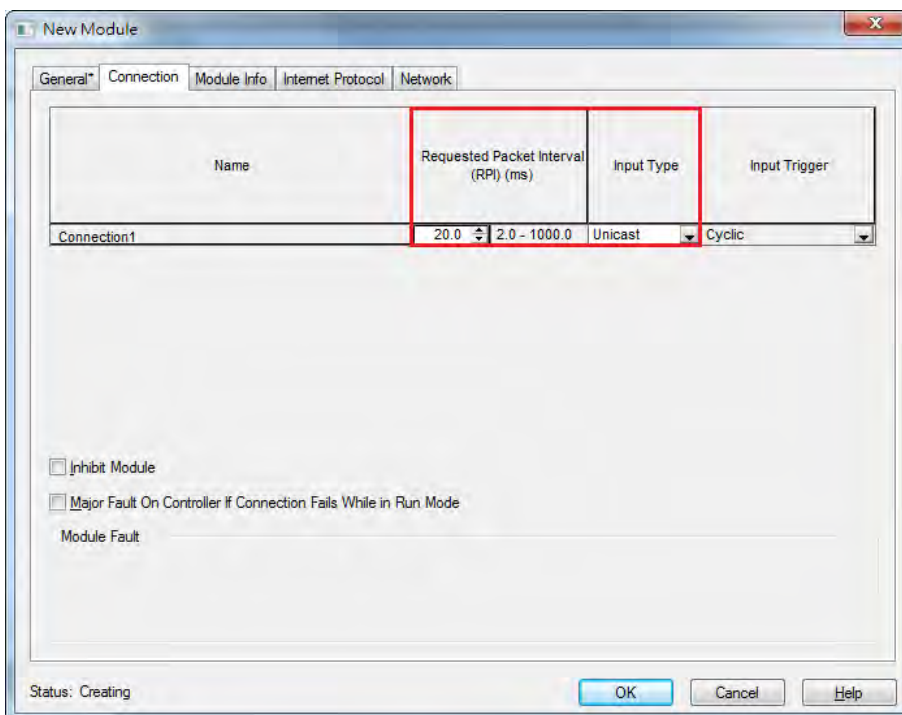 New Module
General* Connection Module Info Internet Protocol Network
Name Requested Packet Interval (RPI) (ms) Input Type Input Trigger
Connection1 20.0 2.0 - 1000.0 Unicast Cyclic
Inhibit Module
Major Fault On Controller If Connection Fails While in Run Mode
Module Fault
Status: Creating OK Cancel Help